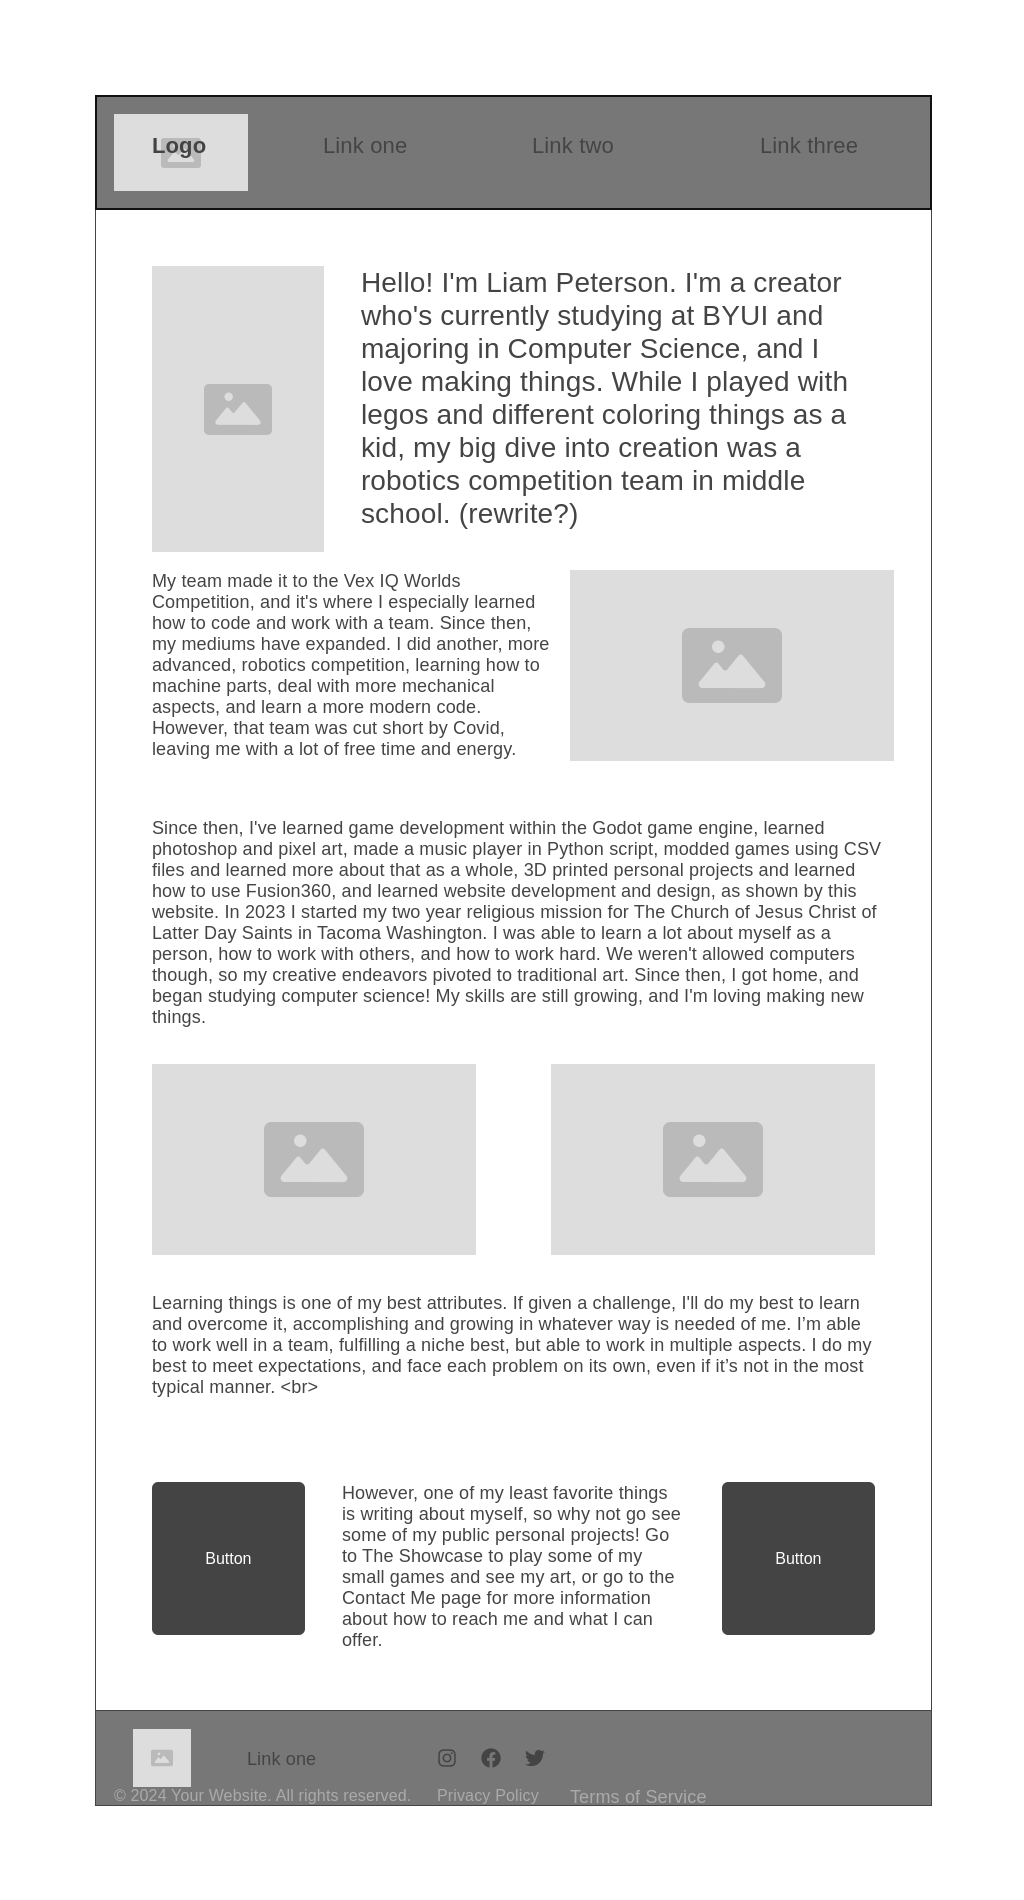 Logo
Link one
Link two
Link three
Hello! I'm Liam Peterson. I'm a creator
who's currently studying at BYUI and
majoring in Computer Science, and I
love making things. While I played with
legos and different coloring things as a
kid, my big dive into creation was a
robotics competition team in middle
school. (rewrite?)
My team made it to the Vex IQ Worlds
Competition, and it's where I especially learned
how to code and work with a team. Since then,
my mediums have expanded. I did another, more
advanced, robotics competition, learning how to
machine parts, deal with more mechanical
aspects, and learn a more modern code.
However, that team was cut short by Covid,
leaving me with a lot of free time and energy.
Since then, I've learned game development within the Godot game engine, learned
photoshop and pixel art, made a music player in Python script, modded games using CSV
files and learned more about that as a whole, 3D printed personal projects and learned
how to use Fusion360, and learned website development and design, as shown by this
website. In 2023 I started my two year religious mission for The Church of Jesus Christ of
Latter Day Saints in Tacoma Washington. I was able to learn a lot about myself as a
person, how to work with others, and how to work hard. We weren't allowed computers
though, so my creative endeavors pivoted to traditional art. Since then, I got home, and
began studying computer science! My skills are still growing, and I'm loving making new
things.
Learning things is one of my best attributes. If given a challenge, I'll do my best to learn
and overcome it, accomplishing and growing in whatever way is needed of me. I’m able
to work well in a team, fulfilling a niche best, but able to work in multiple aspects. I do my
best to meet expectations, and face each problem on its own, even if it’s not in the most
typical manner. <br>
Button
However, one of my least favorite things
is writing about myself, so why not go see
some of my public personal projects! Go
to The Showcase to play some of my
small games and see my art, or go to the
Contact Me page for more information
about how to reach me and what I can
offer.
Button
Link one
© 2024 Your Website. All rights reserved.
Privacy Policy
Terms of Service